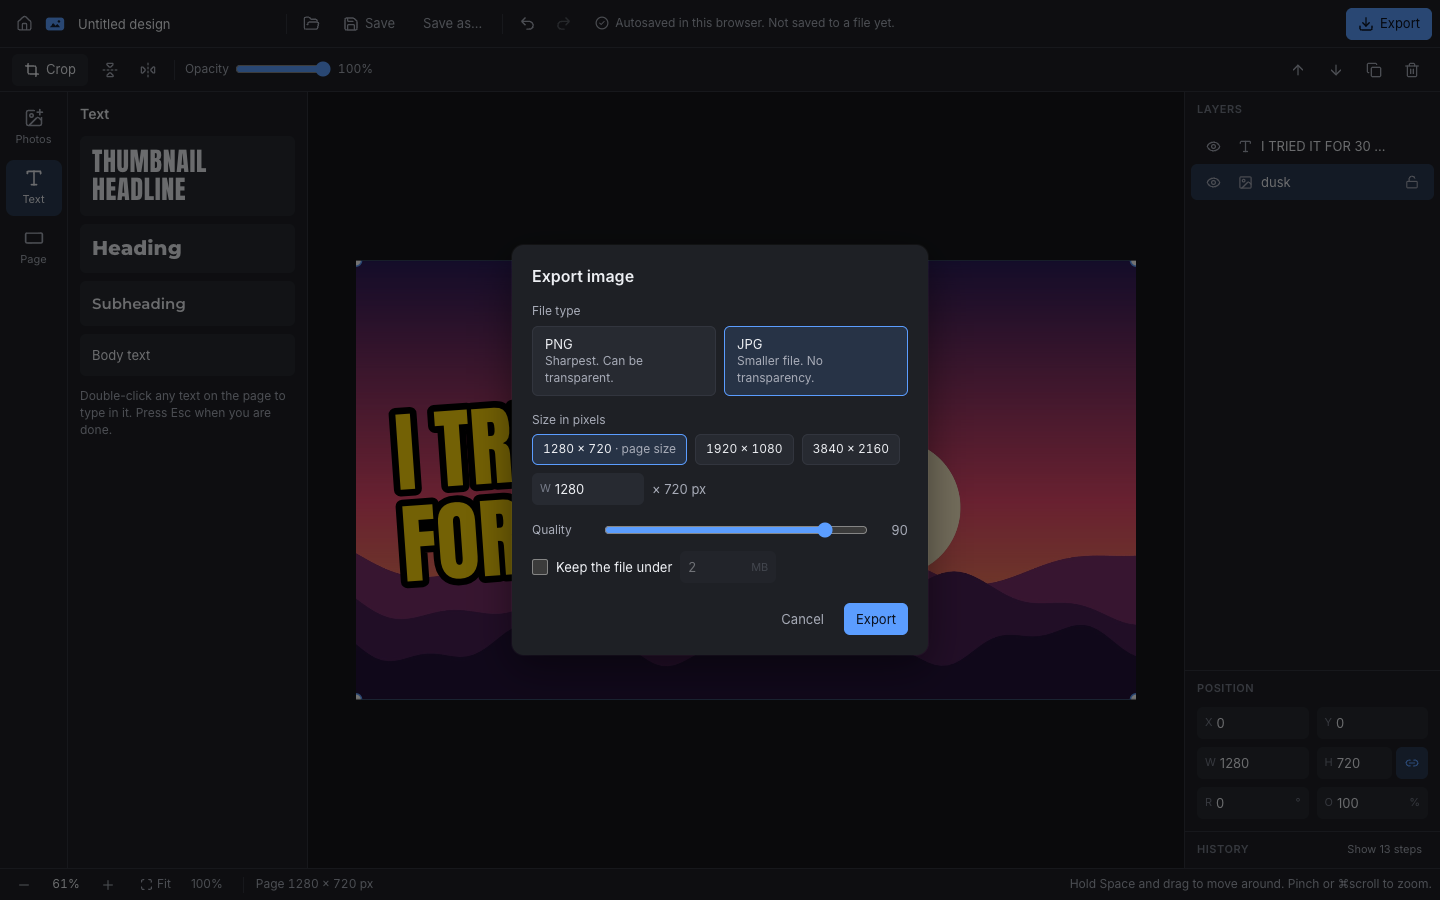 Untitled design
Save
Save as...
Autosaved in this browser. Not saved to a file yet.
Export
Crop
Opacity
100%
Photos
Text
Page
Text
THUMBNAIL
HEADLINE
Heading
Subheading
Body text
Double-click any text on the page to
type in it. Press Esc when you are
done.
I TR
FOR
Export image
File type
PNG
Sharpest. Can be
transparent.
JPG
Smaller file. No
transparency.
Size in pixels
1280 × 720 · page size
1920 × 1080
3840 × 2160
W 1280
× 720 px
Quality
90
Keep the file under
2 MB
Cancel
Export
LAYERS
I TRIED IT FOR 30 ...
dusk
POSITION
X 0
Y 0
W 1280
H 720
R 0 °
O 100 %
HISTORY
Show 13 steps
61%
Fit
100%
Page 1280 × 720 px
Hold Space and drag to move around. Pinch or ⌘scroll to zoom.